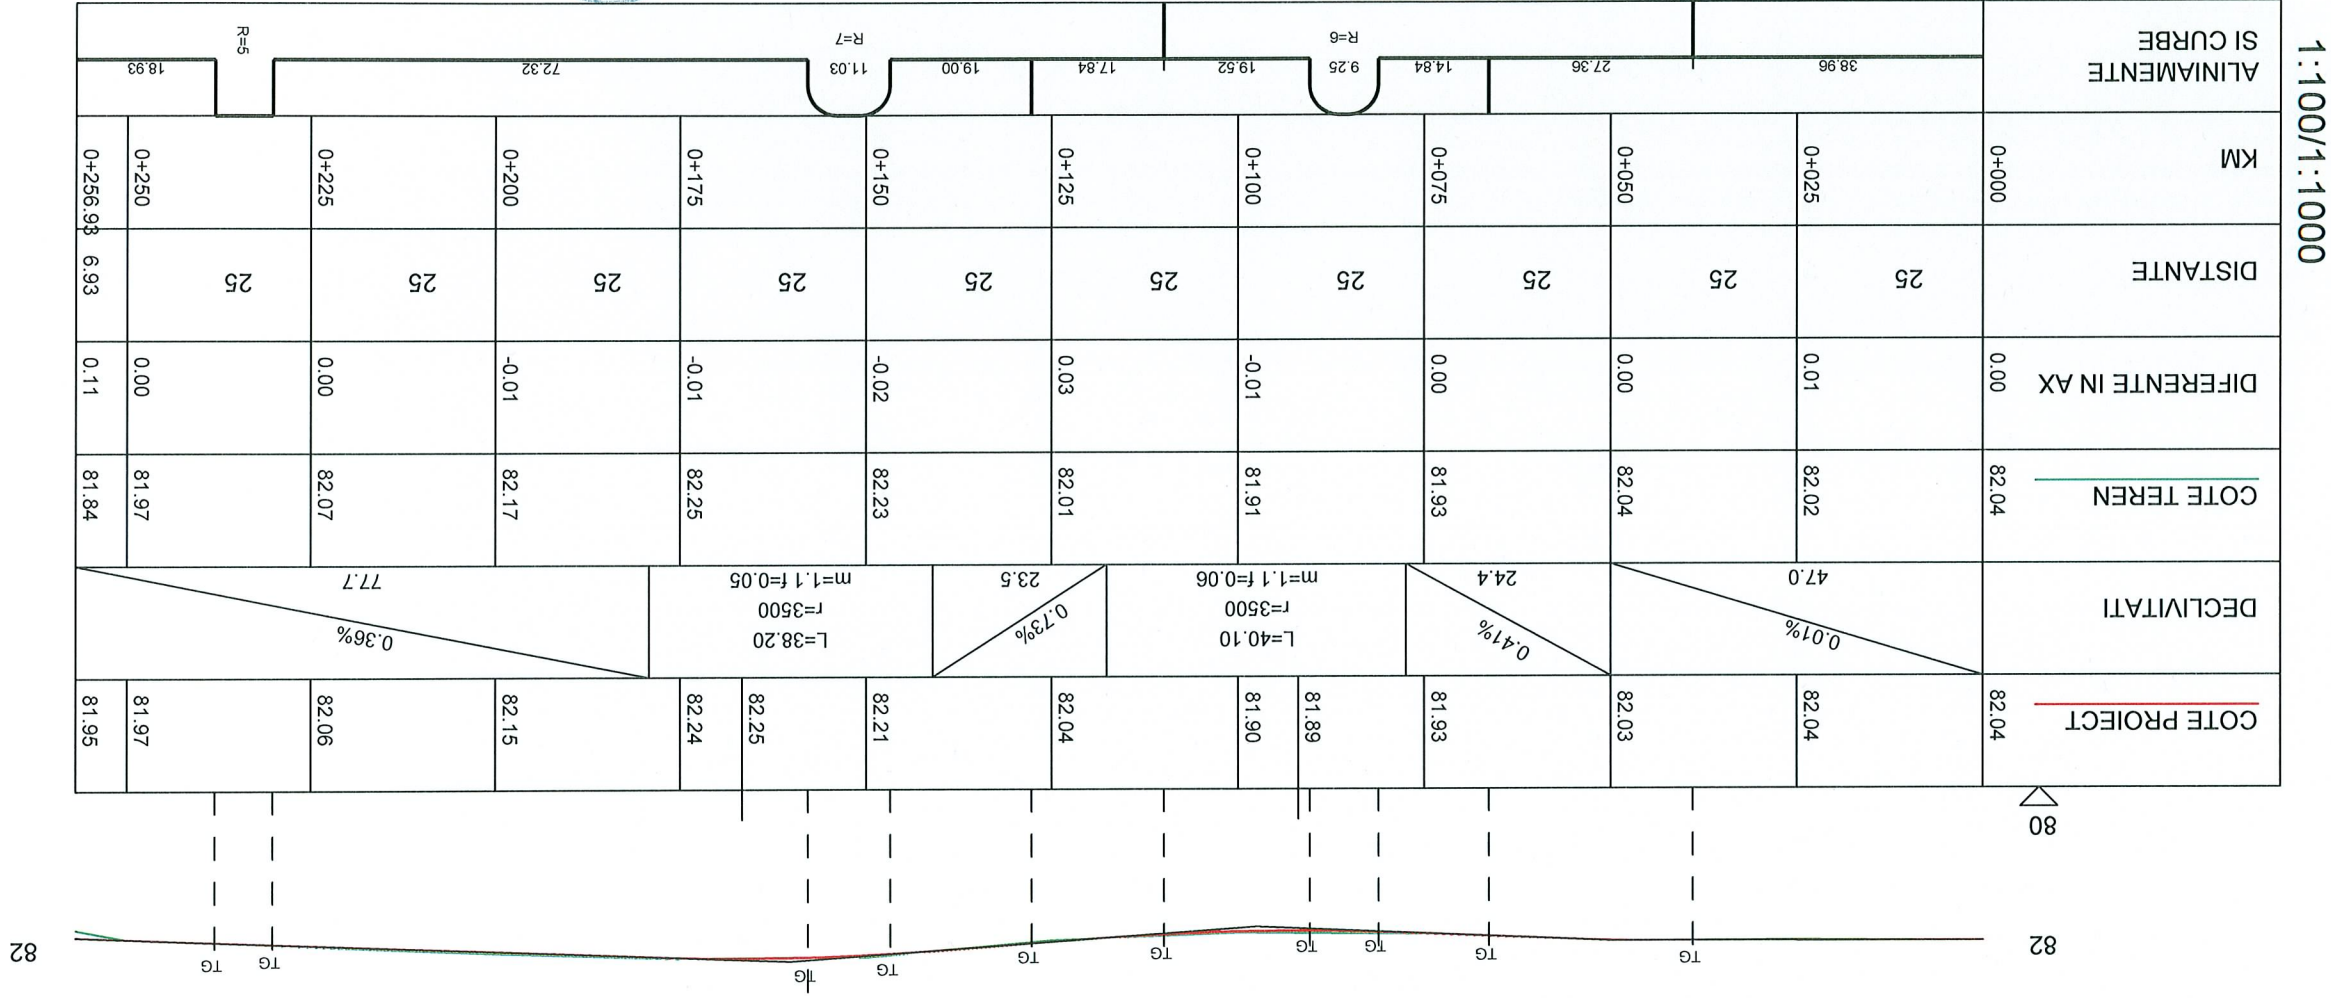 TG TG TG TG TG TG TG TG TG TG
82 82
80
COTE PROIECT 82.04 82.04 82.03 81.93 81.89 81.90 82.04 82.21 82.25 82.24 82.15 82.06 81.97 81.95
0.01% 0.41% L=40.10 0.73% L=38.20 0.36%
DECLIVITATI r=3500 r=3500
47.0 24.4 m=1.1 f=0.06 23.5 m=1.1 f=0.05 77.7
COTE TEREN 82.04 82.02 82.04 81.93 81.91 82.01 82.23 82.25 82.17 82.07 81.97 81.84
DIFERENTE IN AX 0.00 0.01 0.00 0.00 -0.01 0.03 -0.02 -0.01 -0.01 0.00 0.00 0.11
DISTANTE 25 25 25 25 25 25 25 25 25 25 6.93
KM 0+000 0+025 0+050 0+075 0+100 0+125 0+150 0+175 0+200 0+225 0+250 0+256.93
ALINIAMENTE 38.96 27.36 14.84 9.25 19.52 17.84 19.00 11.03 72.32 18.93
SI CURBE R=6 R=7 R=5
1:100/1:1000